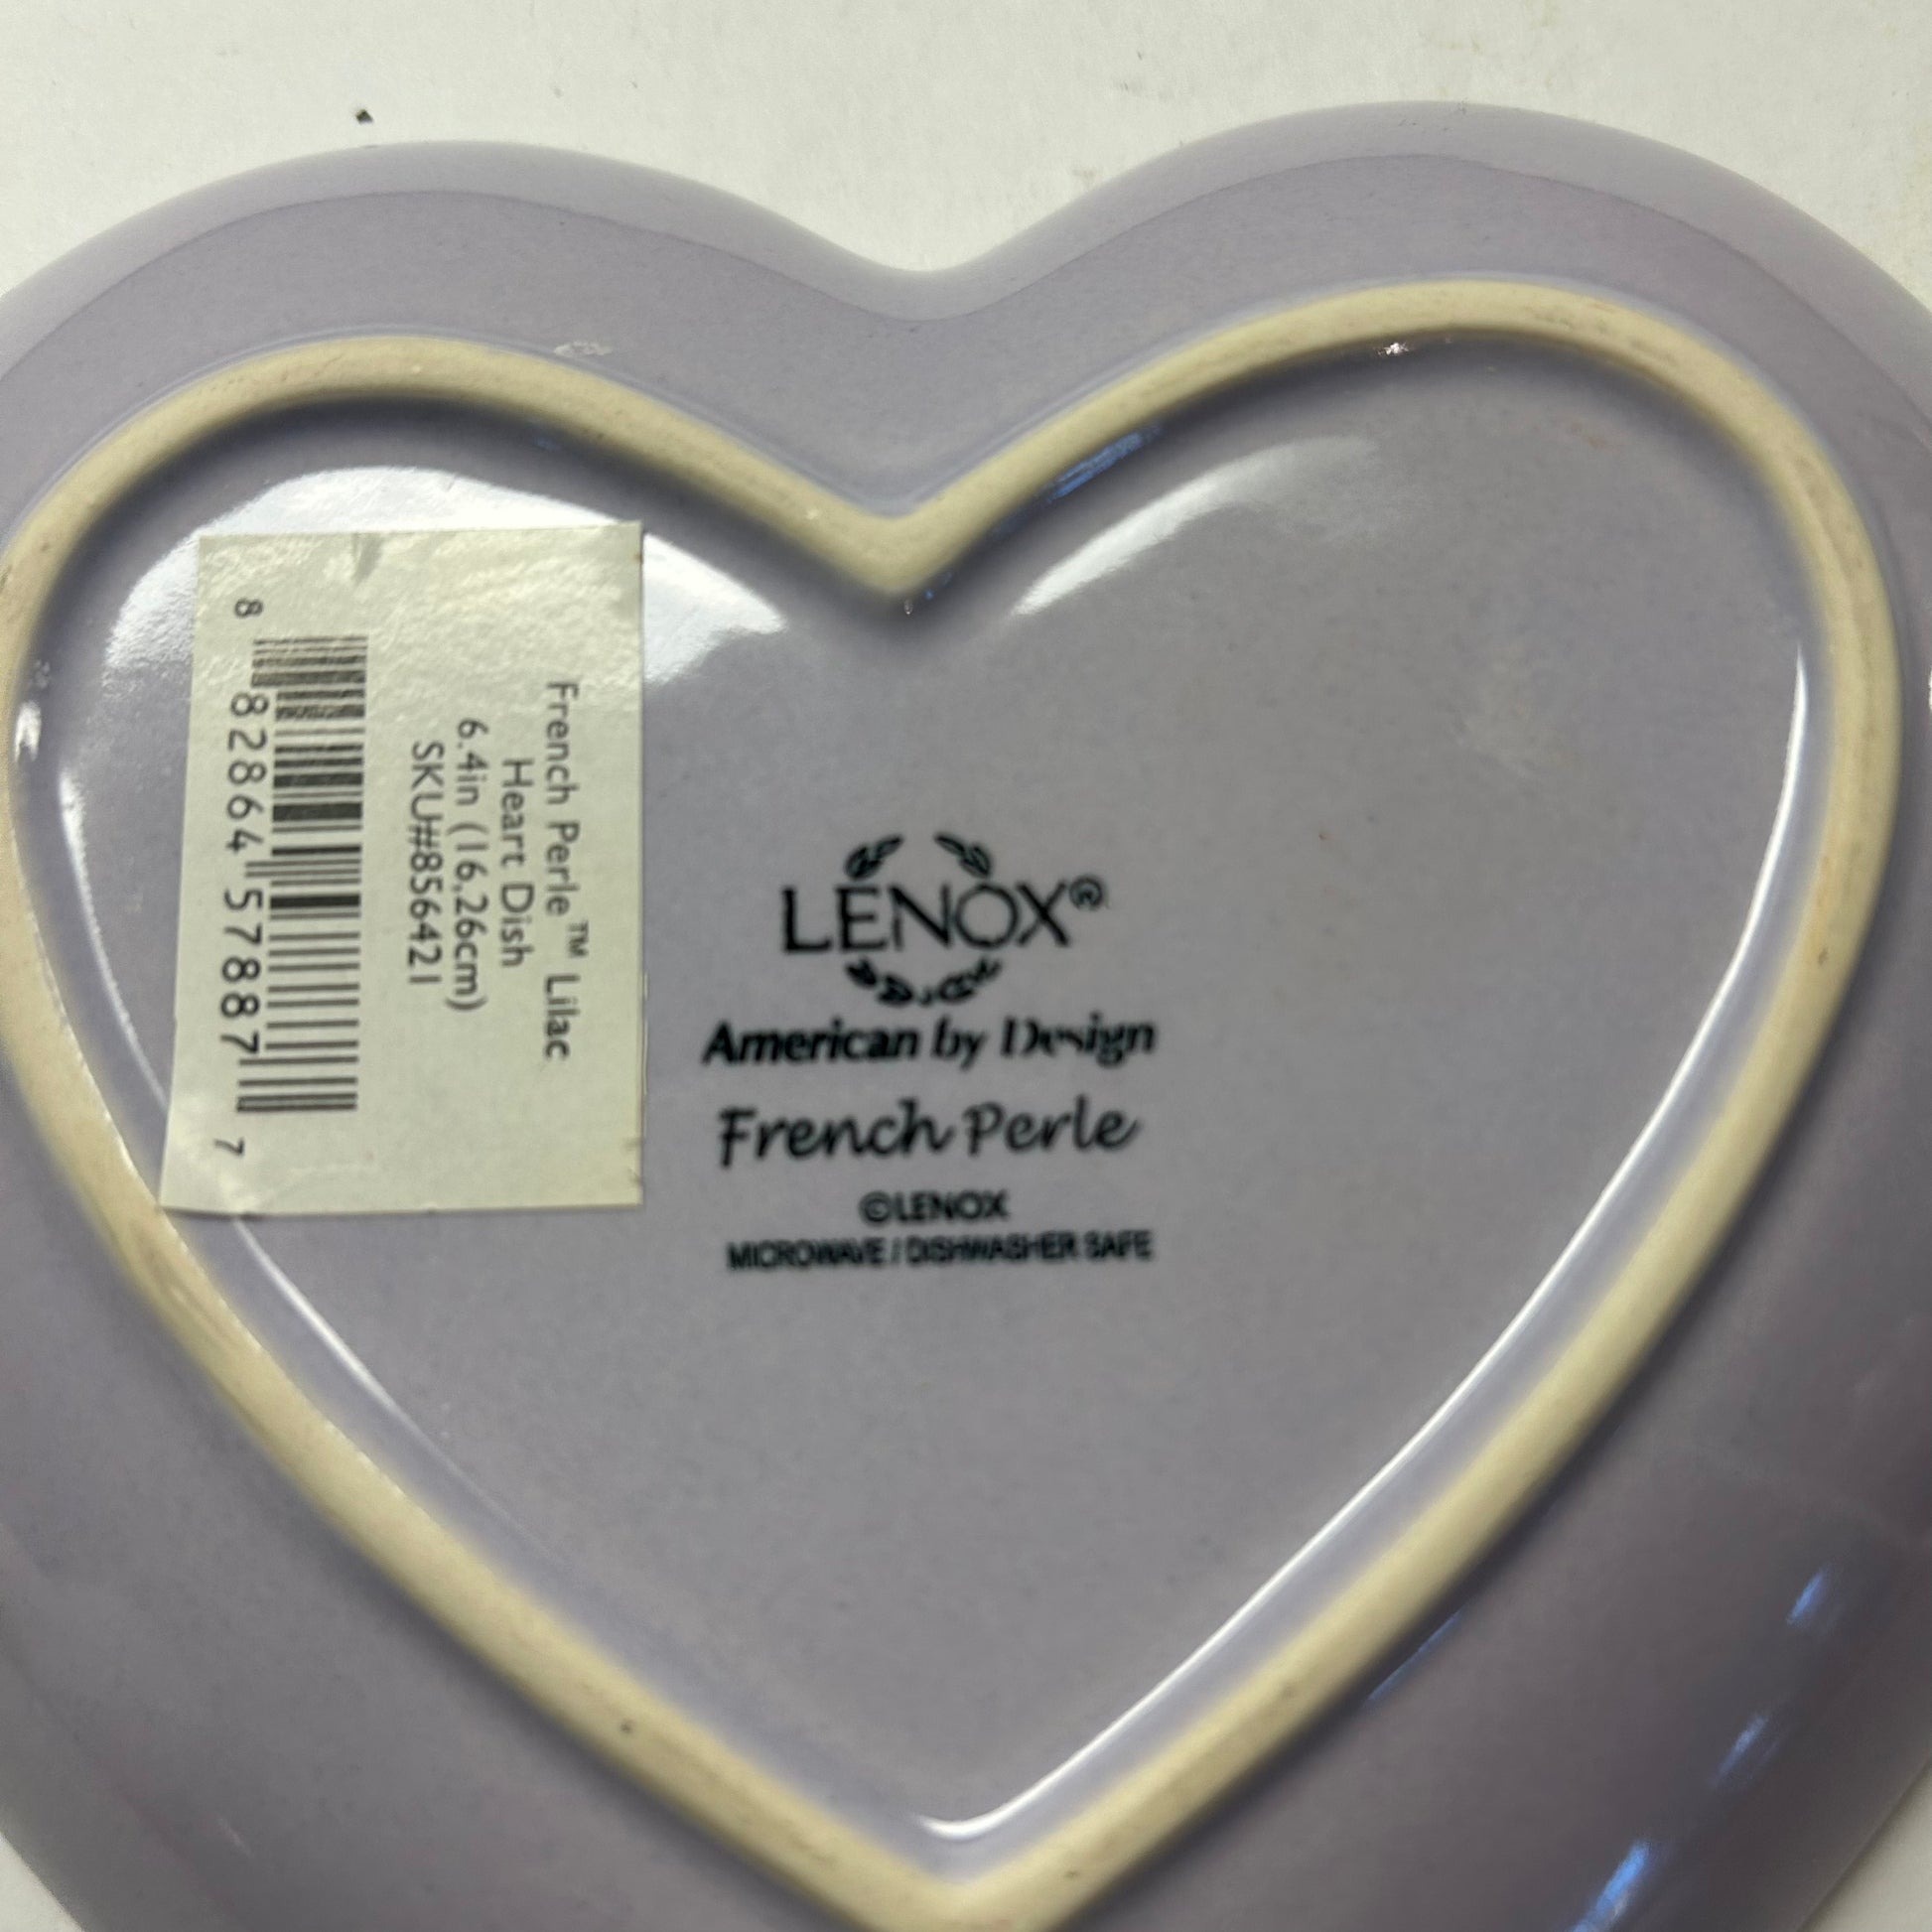 French Perle™ Lilac
Heart Dish
6.4in (16,26cm)
SKU#856421
8 82864 57887 7
LENOX®
American by Design
French Perle
©LENOX
MICROWAVE / DISHWASHER SAFE